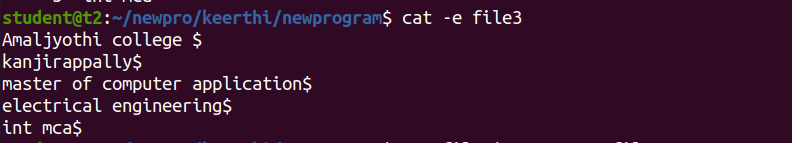 student@t2:~/newpro/keerthi/newprogram$ cat -e file3
Amaljyothi college $
kanjirappally$
master of computer application$
electrical engineering$
int mca$